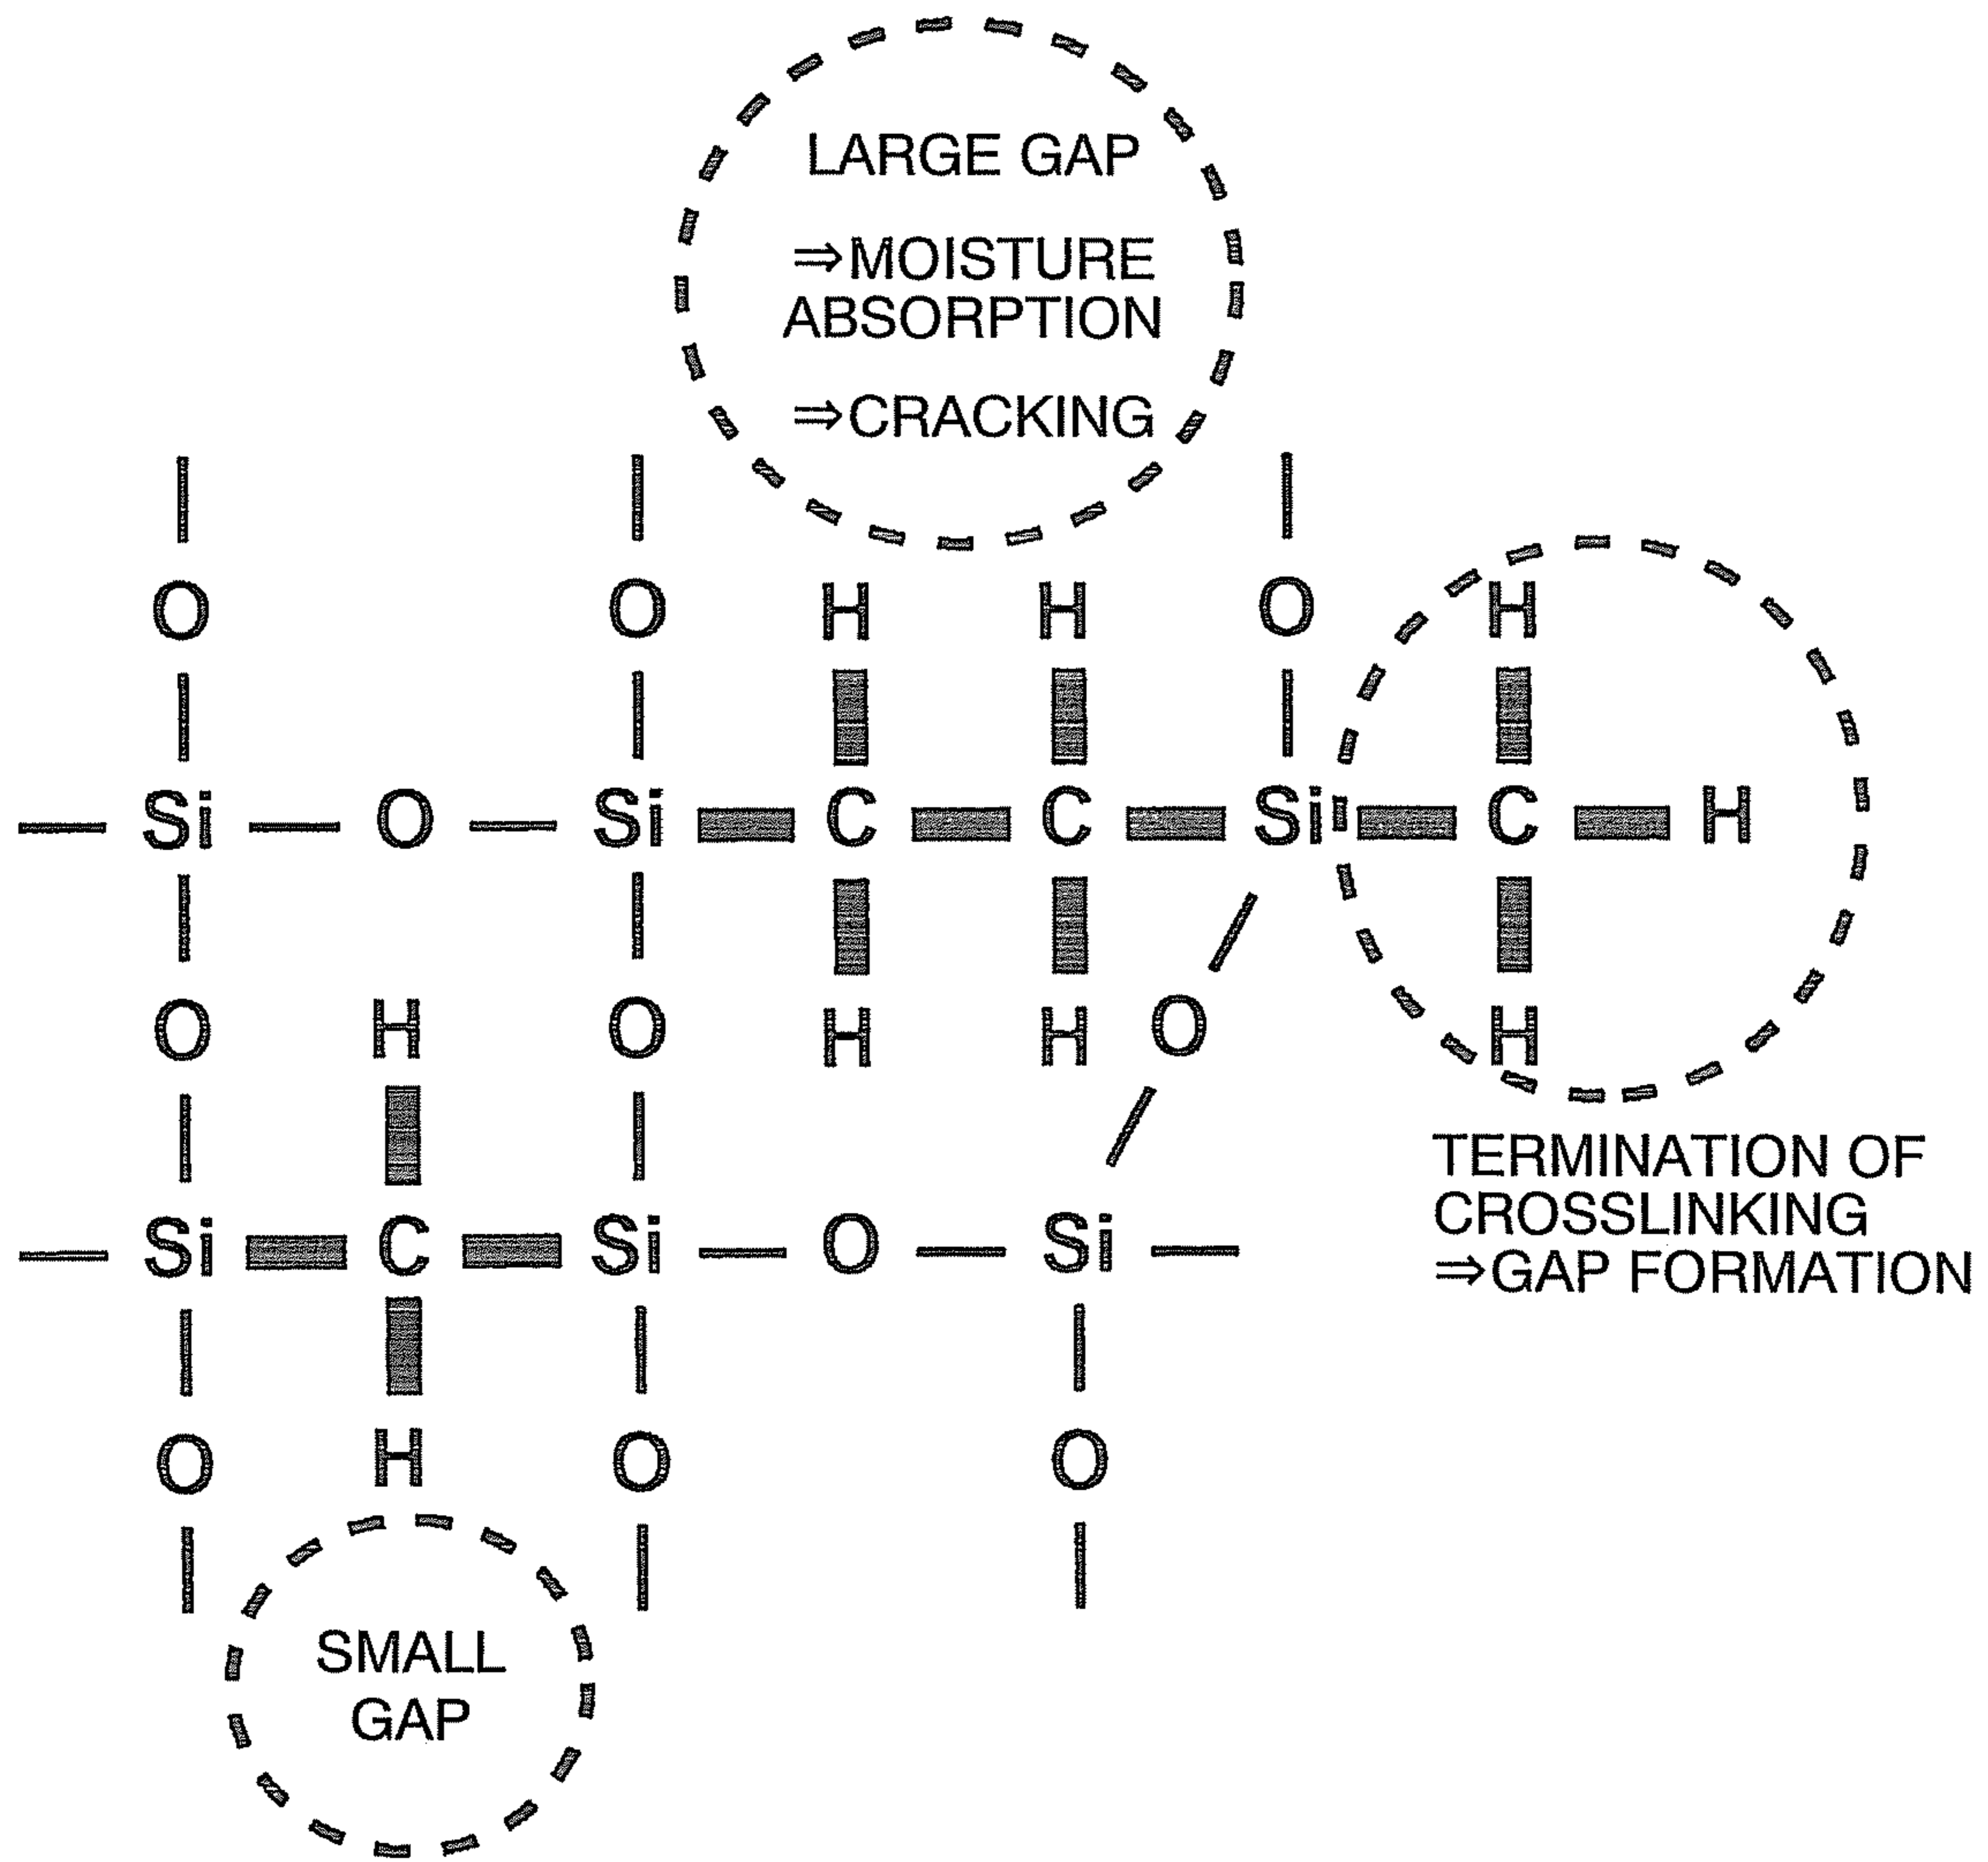 LARGE GAP
⇒MOISTURE
ABSORPTION
⇒CRACKING
O O H H O H
Si O Si C C Si C H
O H O H H O H
TERMINATION OF
CROSSLINKING
⇒GAP FORMATION
Si C Si O Si
O H O O
SMALL
GAP